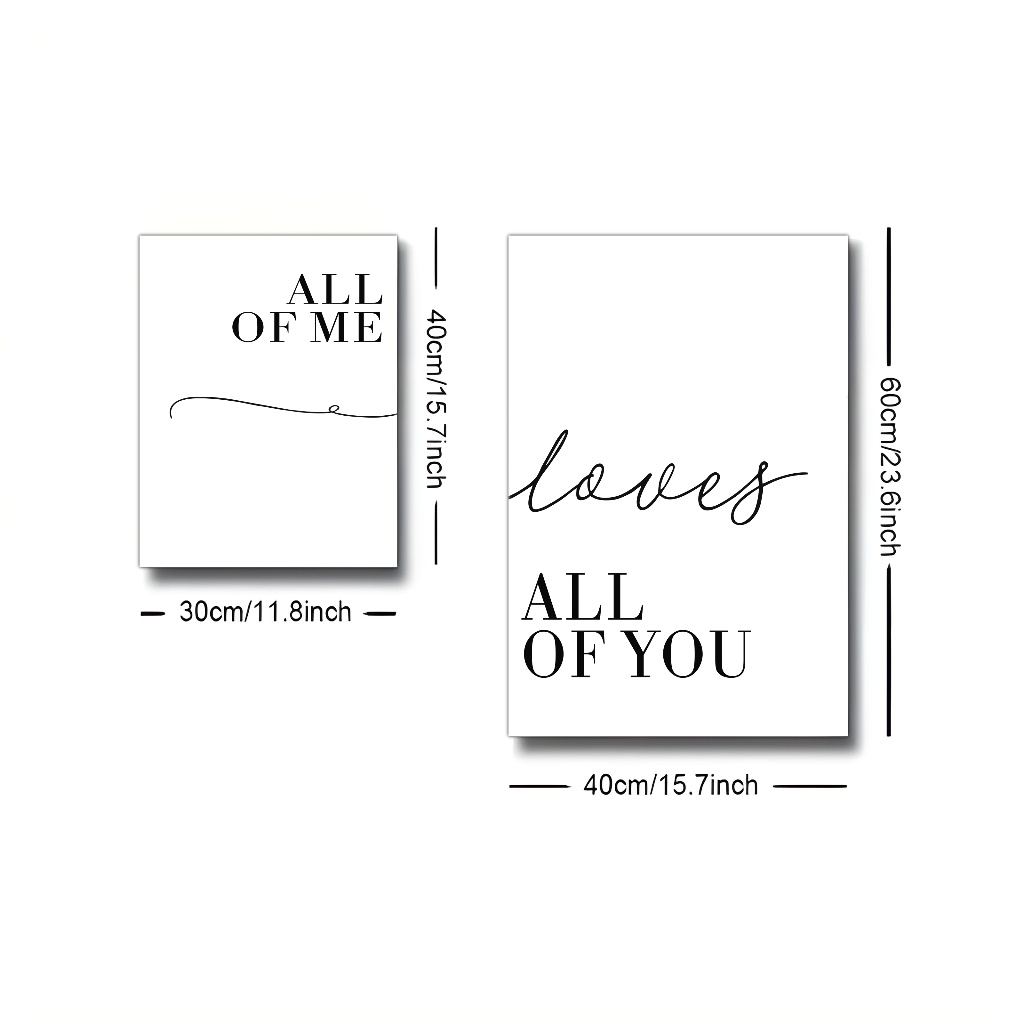 ALL
OF ME
40cm/15.7inch
30cm/11.8inch
loves
ALL
OF YOU
60cm/23.6inch
40cm/15.7inch